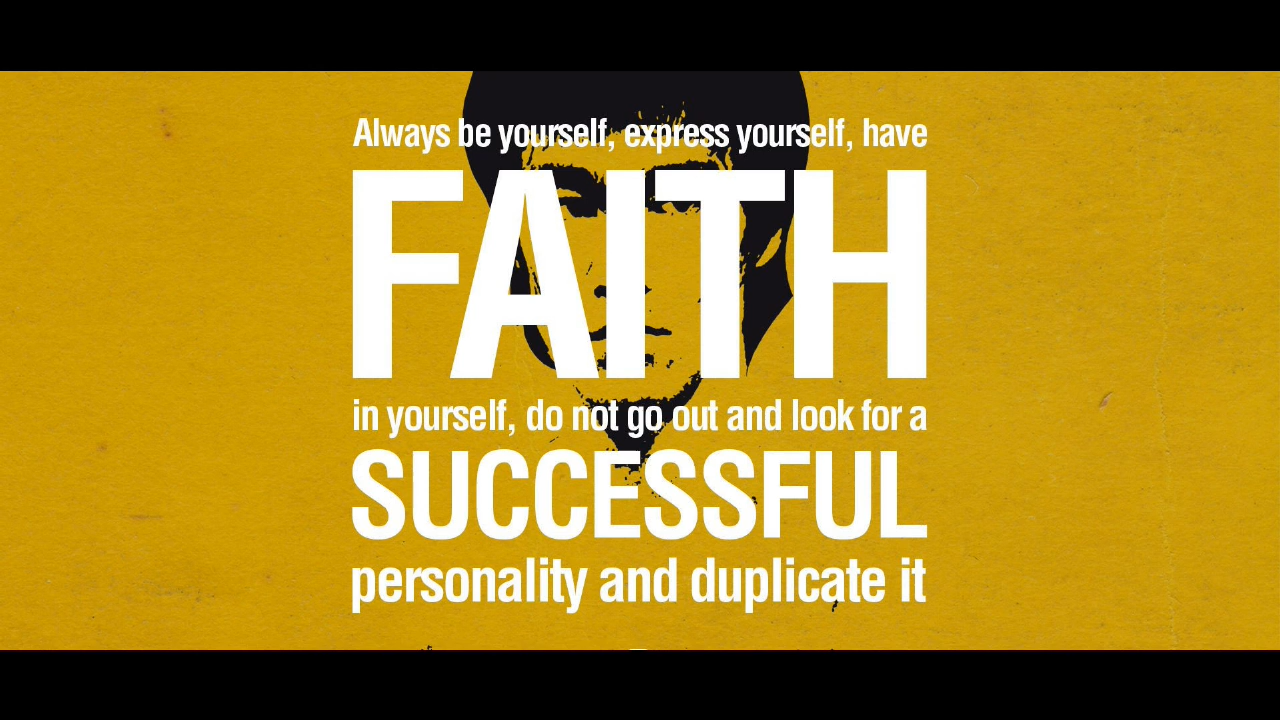 Always be yourself, express yourself, have
FAITH
in yourself, do not go out and look for a
SUCCESSFUL
personality and duplicate it